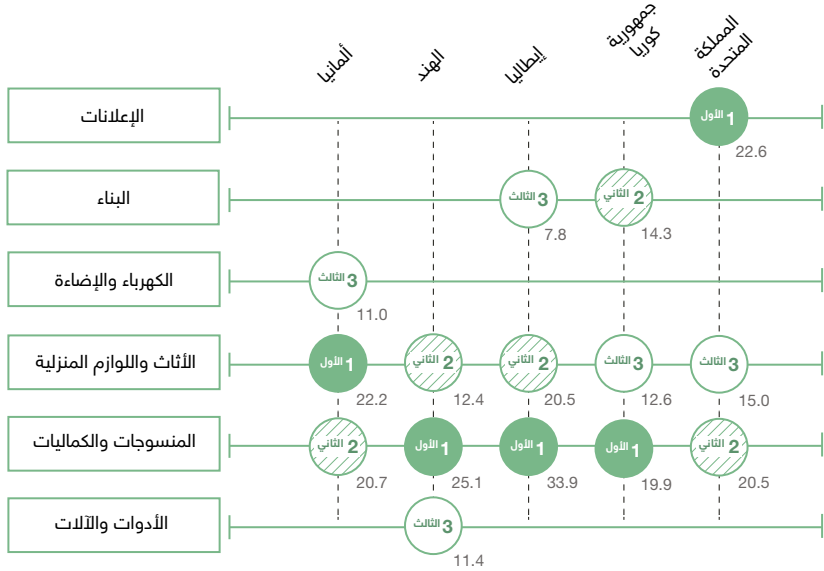 ألمانيا
الهند
إيطاليا
جمهورية
كوريا
المملكة
المتحدة
الإعلانات
1 الأول
22.6
البناء
3 الثالث
7.8
2 الثاني
14.3
الكهرباء والإضاءة
3 الثالث
11.0
الأثاث واللوازم المنزلية
1 الأول
22.2
2 الثاني
12.4
2 الثاني
20.5
3 الثالث
12.6
3 الثالث
15.0
المنسوجات والكماليات
2 الثاني
20.7
1 الأول
25.1
1 الأول
33.9
1 الأول
19.9
2 الثاني
20.5
الأدوات والآلات
3 الثالث
11.4